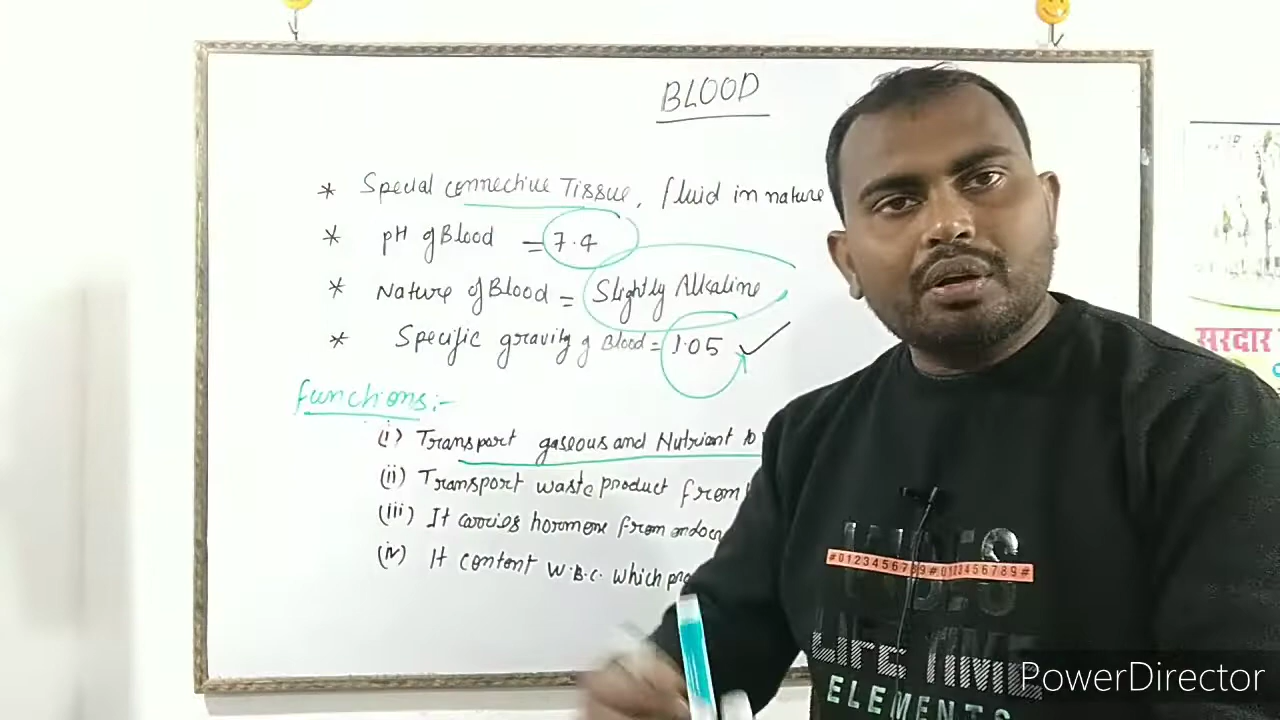 BLOOD
* Special connective Tissue, fluid in nature
* pH of Blood = 7.4
* Nature of Blood = Slightly Alkaline
* Specific gravity of Blood = 1.05 ✓
functions:-
(i) Transport gaseous and Nutrient to
(ii) Transport waste product from
(iii) It carries hormone from endocr
(iv) It content W.B.C. which pro
सरदार
#0123456789#0123456789#
LIFE TIME
ELEMENTS
PowerDirector